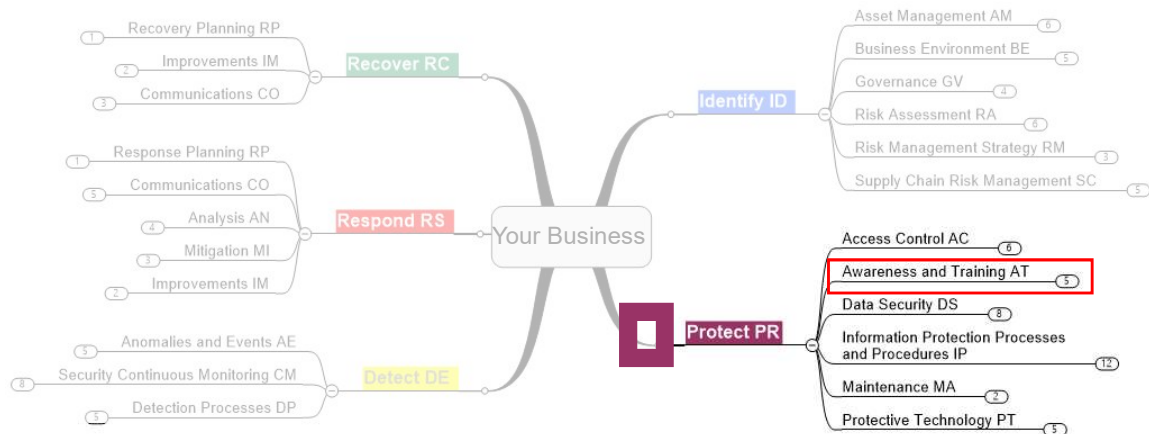 Recovery Planning RP
1
Improvements IM
2
Communications CO
3
Recover RC
Response Planning RP
1
Communications CO
5
Analysis AN
4
Mitigation MI
3
Improvements IM
2
Respond RS
Anomalies and Events AE
5
Security Continuous Monitoring CM
8
Detection Processes DP
5
Detect DE
Your Business
Identify ID
Asset Management AM
6
Business Environment BE
5
Governance GV
4
Risk Assessment RA
6
Risk Management Strategy RM
3
Supply Chain Risk Management SC
5
Protect PR
Access Control AC
6
Awareness and Training AT
5
Data Security DS
8
Information Protection Processes
and Procedures IP
12
Maintenance MA
2
Protective Technology PT
5